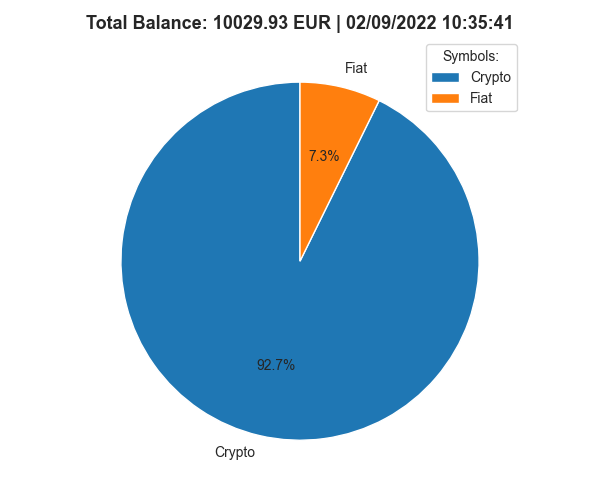 Total Balance: 10029.93 EUR | 02/09/2022 10:35:41
Fiat
Symbols:
Crypto
Fiat
7.3%
92.7%
Crypto